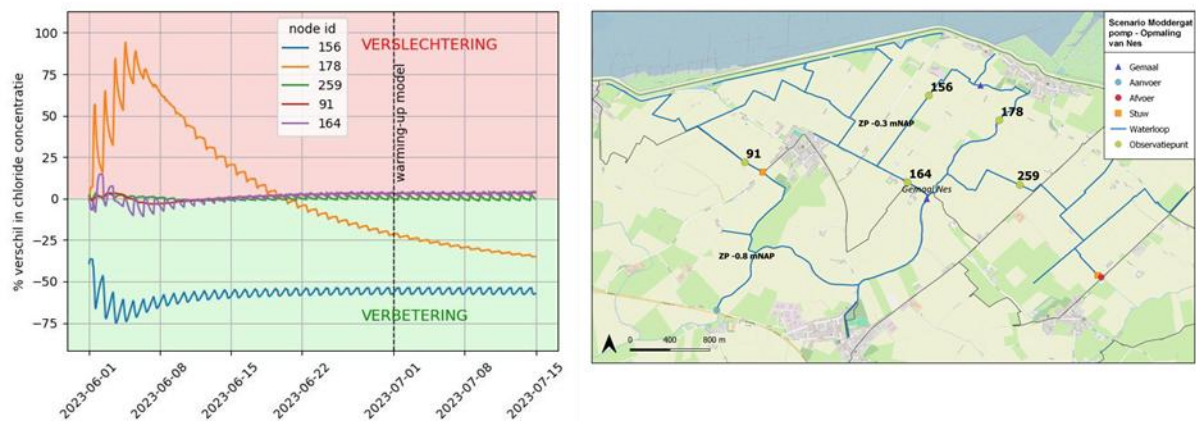 % verschil in chloride concentratie
100
75
50
25
0
−25
−50
−75
node id
156
178
259
91
164
VERSLECHTERING
warming-up model
VERBETERING
2023-06-01
2023-06-08
2023-06-15
2023-06-22
2023-07-01
2023-07-08
2023-07-15
Scenario Moddergat
pomp - Opmaling
van Nes
Gemaal
Aanvoer
Afvoer
Stuw
Waterloop
Observatiepunt
156
178
ZP -0.3 mNAP
91
164
Gemaal Nes
259
ZP -0.8 mNAP
0
400
800 m